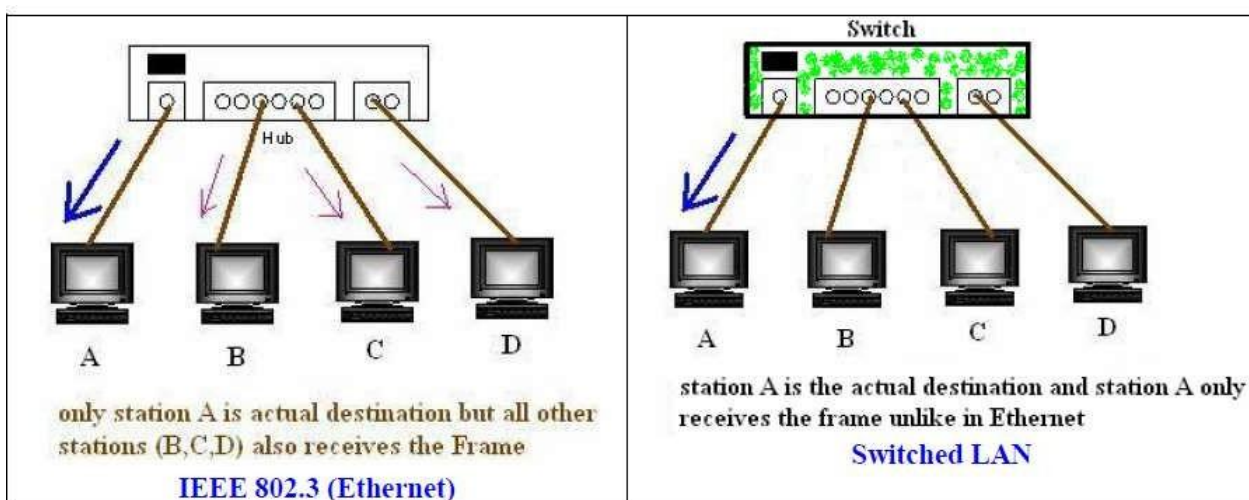 Hub
A
B
C
D
only station A is actual destination but all other
stations (B,C,D) also receives the Frame
IEEE 802.3 (Ethernet)
Switch
A
B
C
D
station A is the actual destination and station A only
receives the frame unlike in Ethernet
Switched LAN